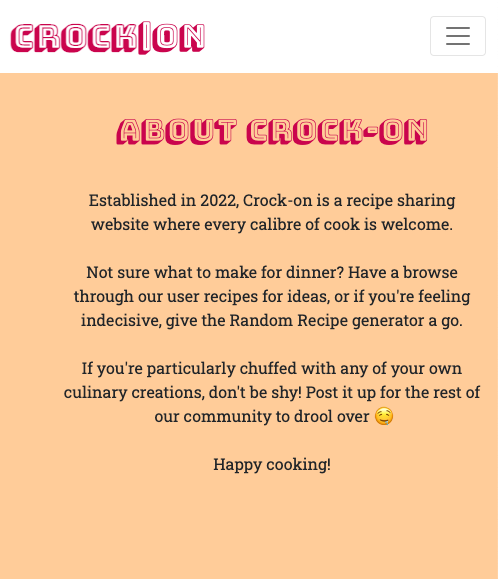 CROCK|ON
ABOUT CROCK-ON
Established in 2022, Crock-on is a recipe sharing
website where every calibre of cook is welcome.
Not sure what to make for dinner? Have a browse
through our user recipes for ideas, or if you're feeling
indecisive, give the Random Recipe generator a go.
If you're particularly chuffed with any of your own
culinary creations, don't be shy! Post it up for the rest of
our community to drool over 🤤
Happy cooking!